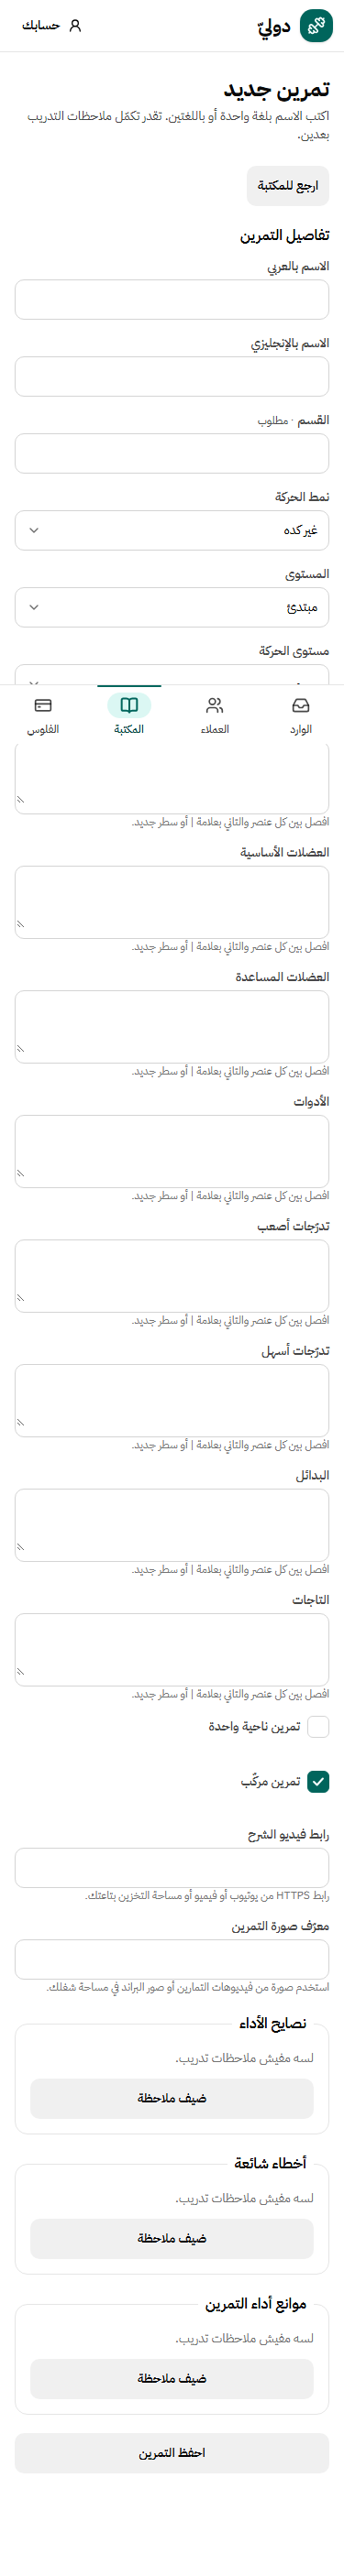 دوليّ
حسابك
تمرين جديد
اكتب الاسم بلغة واحدة أو باللغتين. تقدر تكمّل ملاحظات التدريب
بعدين.
ارجع للمكتبة
تفاصيل التمرين
الاسم بالعربي
الاسم بالإنجليزي
القسم · مطلوب
نمط الحركة
غير كده
المستوى
مبتدئ
مستوى الحركة
الوارد
العملاء
المكتبة
الفلوس
افصل بين كل عنصر والتاني بعلامة | أو سطر جديد.
العضلات الأساسية
افصل بين كل عنصر والتاني بعلامة | أو سطر جديد.
العضلات المساعدة
افصل بين كل عنصر والتاني بعلامة | أو سطر جديد.
الأدوات
افصل بين كل عنصر والتاني بعلامة | أو سطر جديد.
تدرّجات أصعب
افصل بين كل عنصر والتاني بعلامة | أو سطر جديد.
تدرّجات أسهل
افصل بين كل عنصر والتاني بعلامة | أو سطر جديد.
البدائل
افصل بين كل عنصر والتاني بعلامة | أو سطر جديد.
التاجات
افصل بين كل عنصر والتاني بعلامة | أو سطر جديد.
تمرين ناحية واحدة
تمرين مركّب
رابط فيديو الشرح
رابط HTTPS من يوتيوب أو فيميو أو مساحة التخزين بتاعتك.
معرّف صورة التمرين
استخدم صورة من فيديوهات التمارين أو صور البراند في مساحة شغلك.
نصايح الأداء
لسه مفيش ملاحظات تدريب.
ضيف ملاحظة
أخطاء شائعة
لسه مفيش ملاحظات تدريب.
ضيف ملاحظة
موانع أداء التمرين
لسه مفيش ملاحظات تدريب.
ضيف ملاحظة
احفظ التمرين